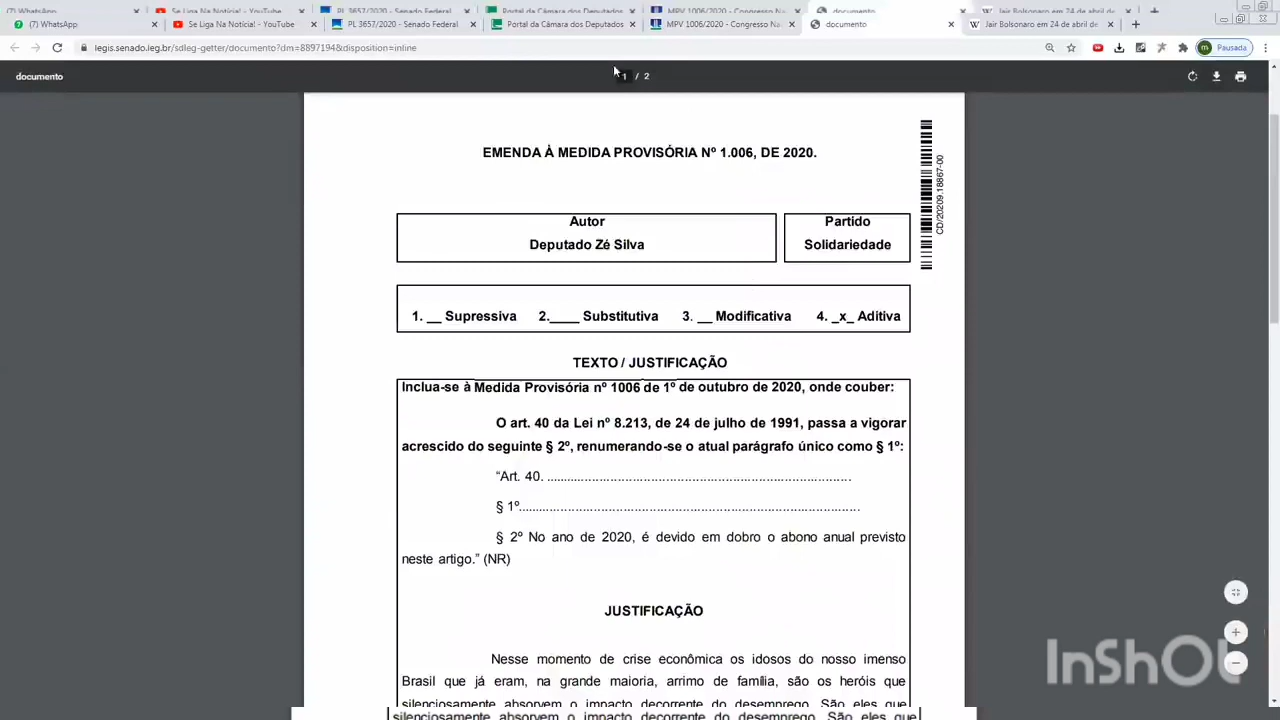 (7) WhatsApp
Se Liga Na Notícia! - YouTube
PL 3657/2020 - Senado Federal
Portal da Câmara dos Deputados
MPV 1006/2020 - Congresso Na
documento
Jair Bolsonaro em 24 de abril de
legis.senado.leg.br/sdleg-getter/documento?dm=8897194&disposition=inline
Pausada
documento
1 / 2
EMENDA À MEDIDA PROVISÓRIA Nº 1.006, DE 2020.
CD/20209.18867-00
Autor
Deputado Zé Silva
Partido
Solidariedade
1. __ Supressiva 2.____ Substitutiva 3. __ Modificativa 4. _x_ Aditiva
TEXTO / JUSTIFICAÇÃO
Inclua-se à Medida Provisória nº 1006 de 1º de outubro de 2020, onde couber:
O art. 40 da Lei nº 8.213, de 24 de julho de 1991, passa a vigorar
acrescido do seguinte § 2º, renumerando-se o atual parágrafo único como § 1º:
“Art. 40. ...........................................................................
§ 1º...................................................................................
§ 2º No ano de 2020, é devido em dobro o abono anual previsto
neste artigo.” (NR)
JUSTIFICAÇÃO
Nesse momento de crise econômica os idosos do nosso imenso
Brasil que já eram, na grande maioria, arrimo de família, são os heróis que
silenciosamente absorvem o impacto decorrente do desemprego. São eles que
InShOt